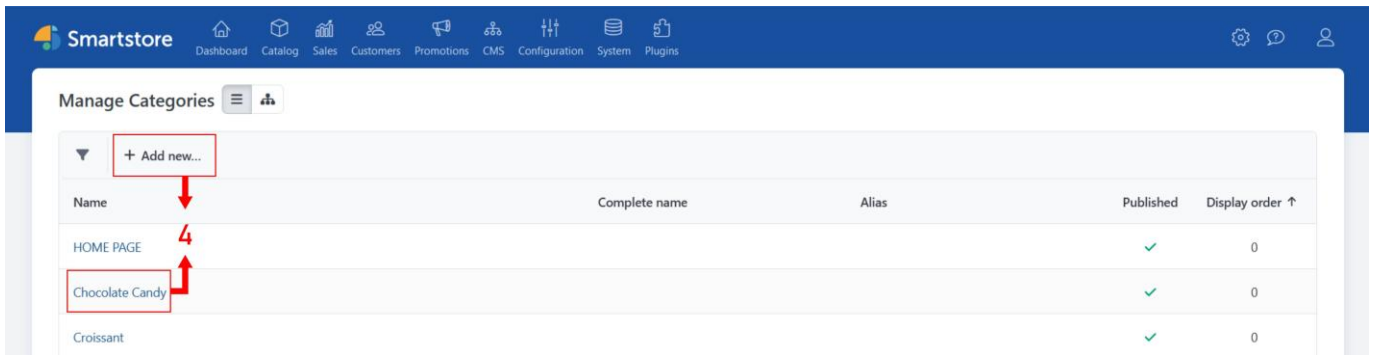 Smartstore
Dashboard Catalog Sales Customers Promotions CMS Configuration System Plugins
Manage Categories
+ Add new...
Name Complete name Alias Published Display order ↑
4
HOME PAGE 0
Chocolate Candy 0
Croissant 0